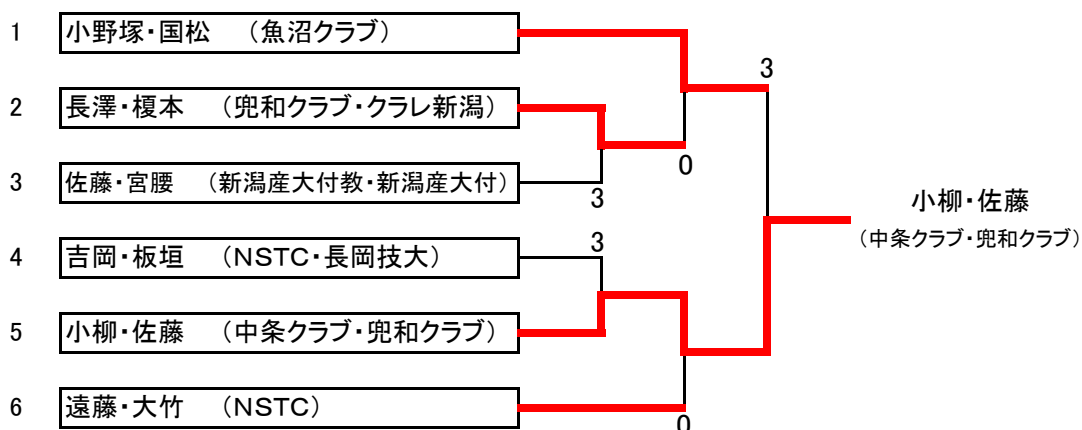 1 小野塚・国松 （魚沼クラブ）
3
2 長澤・榎本 （兜和クラブ・クラレ新潟）
0
3 佐藤・宮腰 （新潟産大付教・新潟産大付）
3
小柳・佐藤
（中条クラブ・兜和クラブ）
3
4 吉岡・板垣 （NSTC・長岡技大）
5 小柳・佐藤 （中条クラブ・兜和クラブ）
6 遠藤・大竹 （NSTC）
0